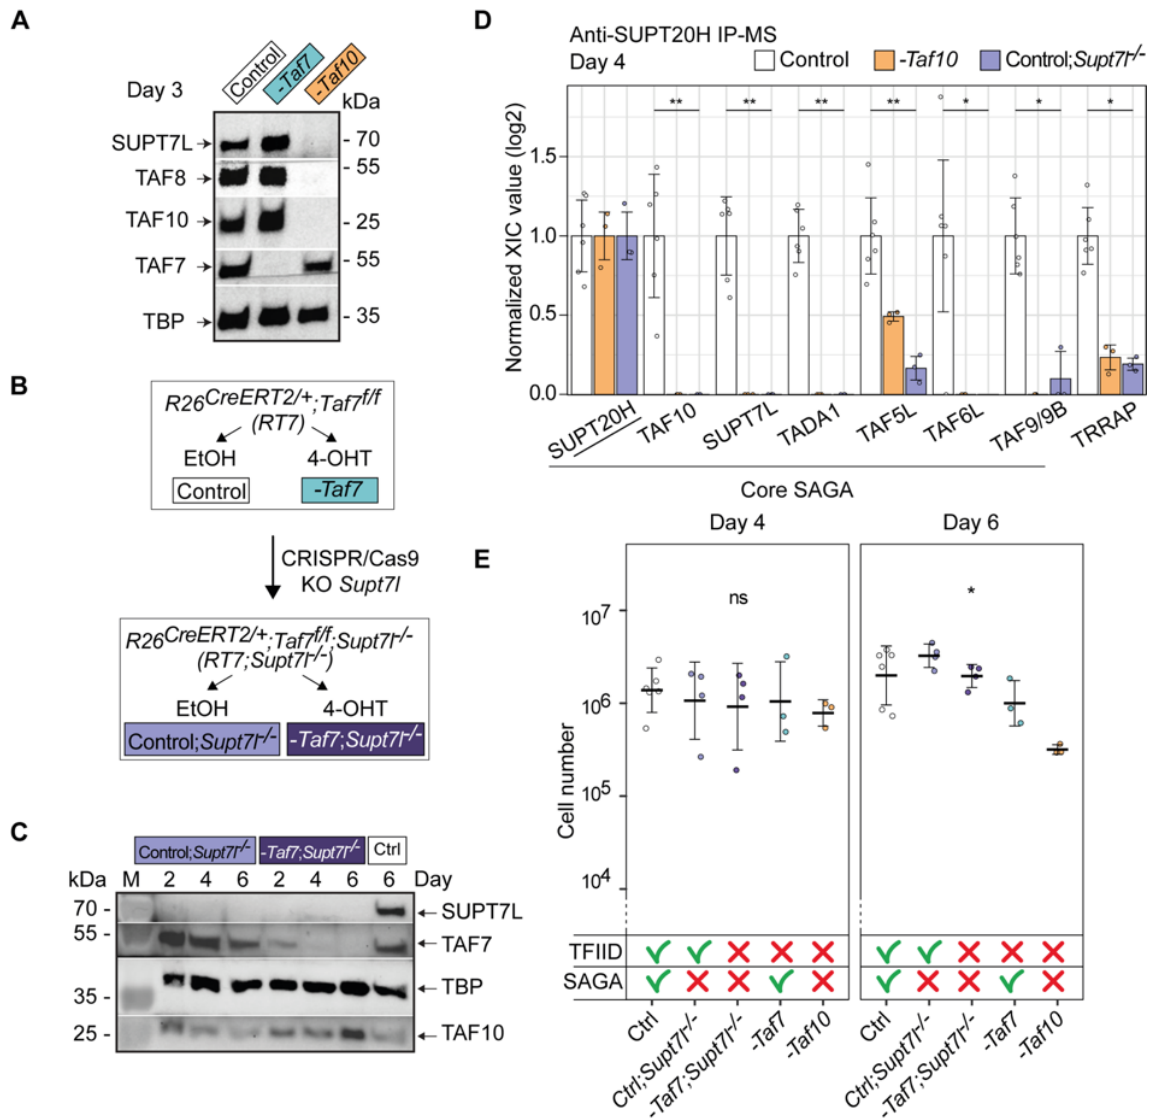 A
Control
-Taf7
-Taf10
Day 3
kDa
SUPT7L
- 70
- 55
TAF8
TAF10
- 25
TAF7
- 55
TBP
- 35
B
R26CreERT2/+;Taf7f/f
(RT7)
EtOH
4-OHT
Control
-Taf7
CRISPR/Cas9
KO Supt7l
R26CreERT2/+;Taf7f/f;Supt7l-/-
(RT7;Supt7l-/-)
EtOH
4-OHT
Control;Supt7l-/-
-Taf7;Supt7l-/-
C
Control;Supt7l-/-
-Taf7;Supt7l-/-
Ctrl
kDa M 2 4 6 2 4 6 6 Day
70 -
SUPT7L
55 -
TAF7
TBP
35 -
25 -
TAF10
D
Anti-SUPT20H IP-MS
Day 4
Control
-Taf10
Control;Supt7l-/-
Normalized XIC value (log2)
** ** ** ** * * *
1.5
1.0
0.5
0.0
SUPT20H
TAF10
SUPT7L
TADA1
TAF5L
TAF6L
TAF9/9B
TRRAP
Core SAGA
E
Day 4
Day 6
Cell number
ns
*
10^7
10^6
10^5
10^4
TFIID
SAGA
Ctrl
Ctrl;Supt7l-/-
-Taf7;Supt7l-/-
-Taf7
-Taf10
Ctrl
Ctrl;Supt7l-/-
-Taf7;Supt7l-/-
-Taf7
-Taf10